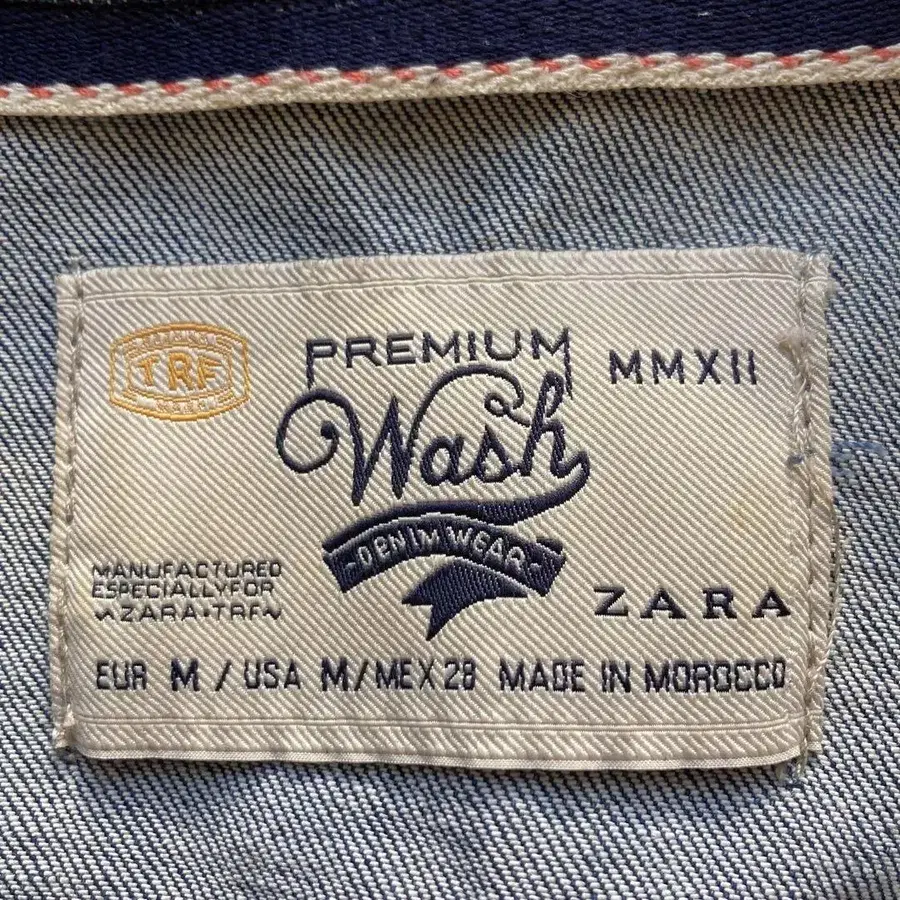 TRF
PREMIUM
Wash
MMXII
-DENIM WEAR-
MANUFACTURED
ESPECIALLYFOR
ZARA•TRF
ZARA
EUR M / USA M/MEX 28 MADE IN MOROCCO